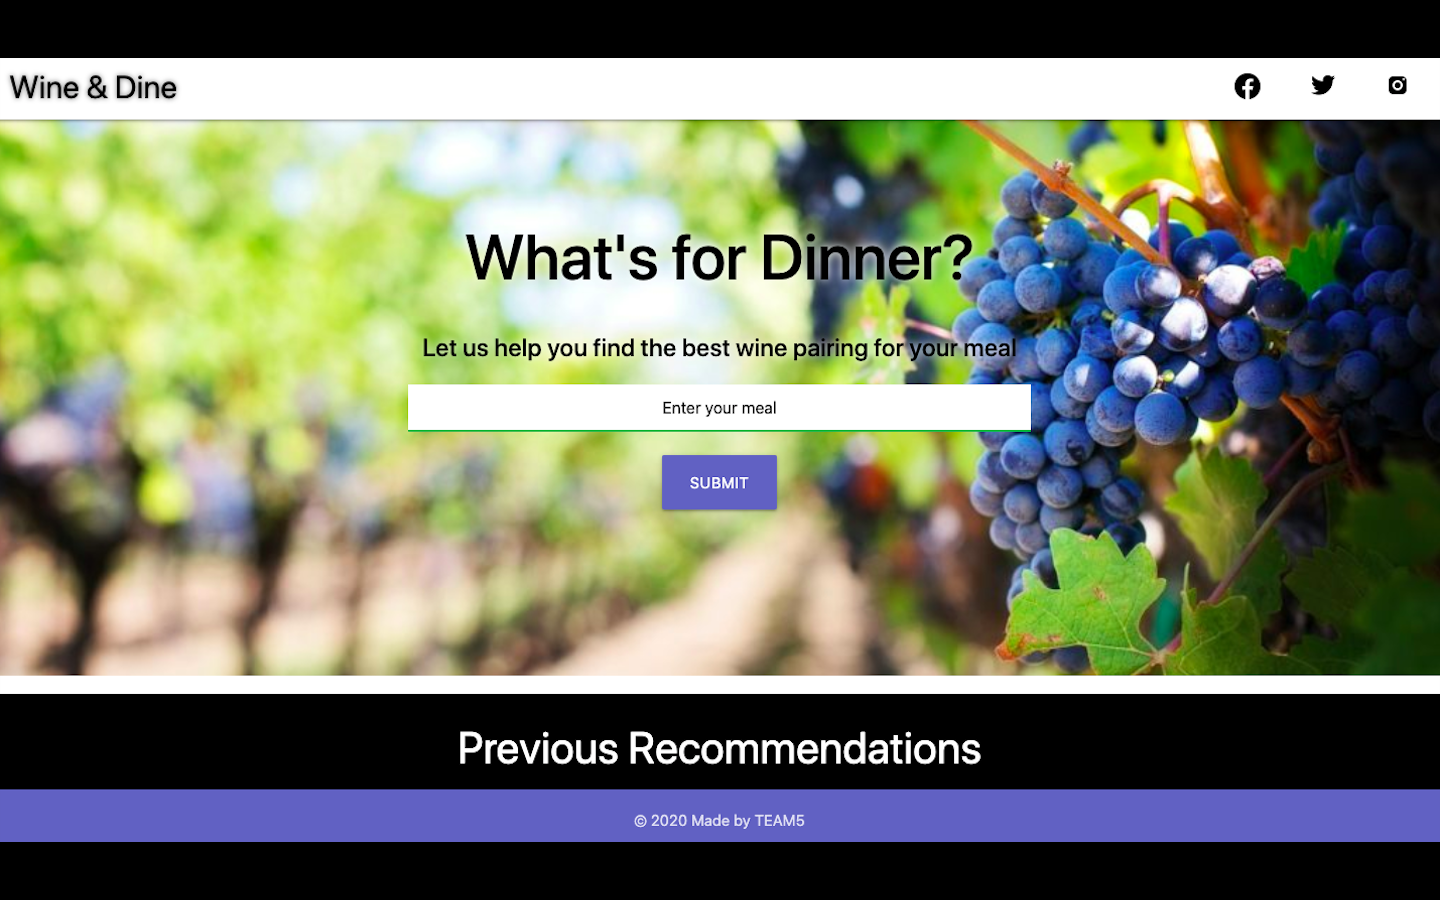 Wine & Dine
What's for Dinner?
Let us help you find the best wine pairing for your meal
Enter your meal
SUBMIT
Previous Recommendations
© 2020 Made by TEAM5